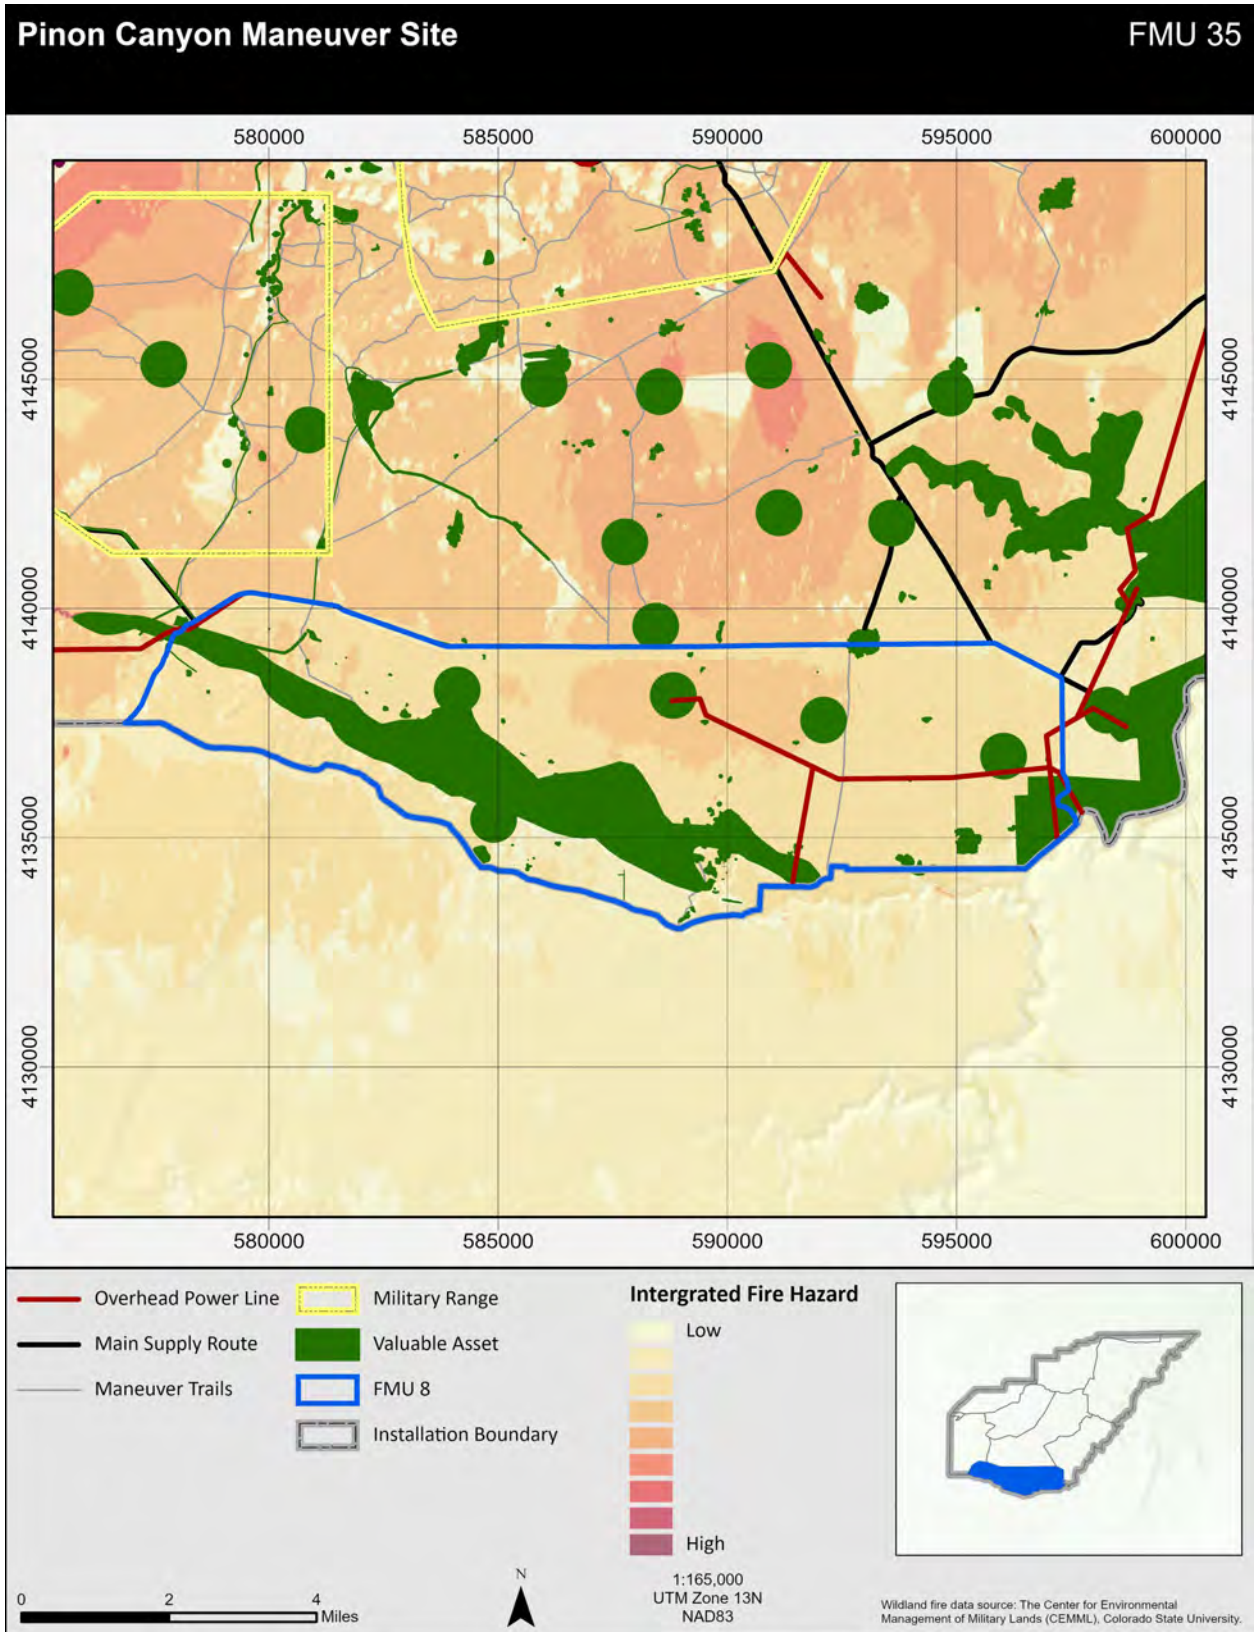 Pinon Canyon Maneuver Site
FMU 35
580000 585000 590000 595000 600000
4145000 4145000
4140000 4140000
4135000 4135000
4130000 4130000
580000 585000 590000 595000 600000
Overhead Power Line
Main Supply Route
Maneuver Trails
Military Range
Valuable Asset
FMU 8
Installation Boundary
Intergrated Fire Hazard
Low
High
0 2 4
Miles
N
1:165,000
UTM Zone 13N
NAD83
Wildland fire data source: The Center for Environmental
Management of Military Lands (CEMML), Colorado State University.